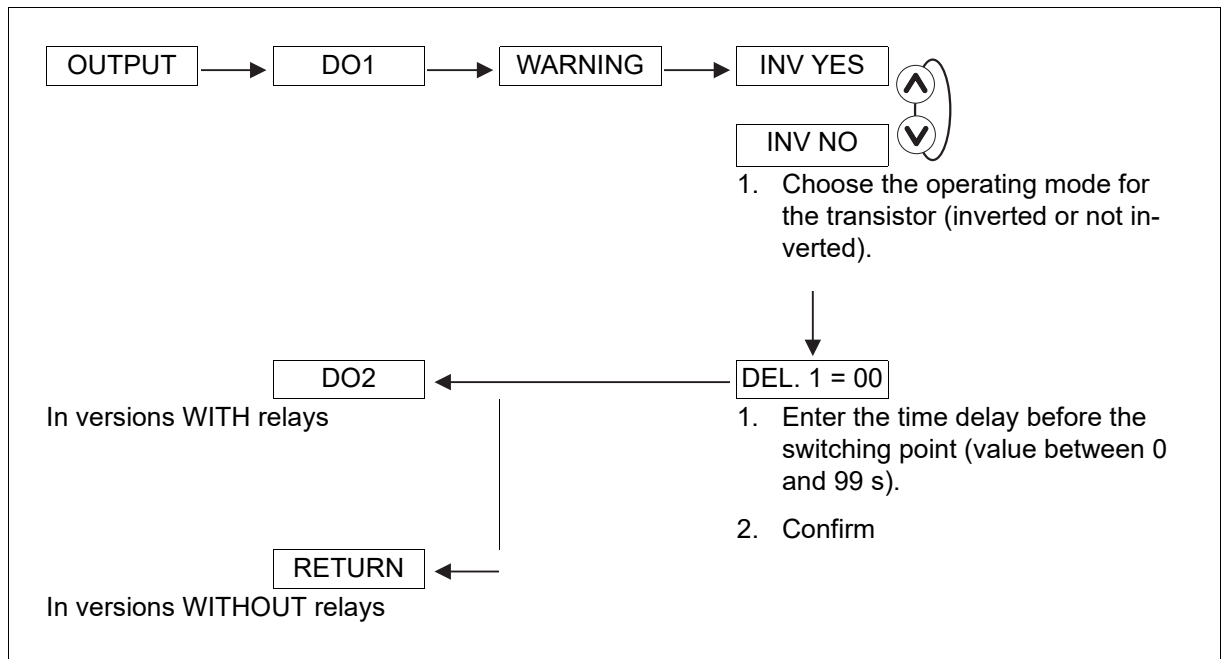 OUTPUT DO1 WARNING INV YES
INV NO
1. Choose the operating mode for
the transistor (inverted or not in-
verted).
DO2 DEL. 1 = 00
In versions WITH relays
1. Enter the time delay before the
switching point (value between 0
and 99 s).
2. Confirm
RETURN
In versions WITHOUT relays